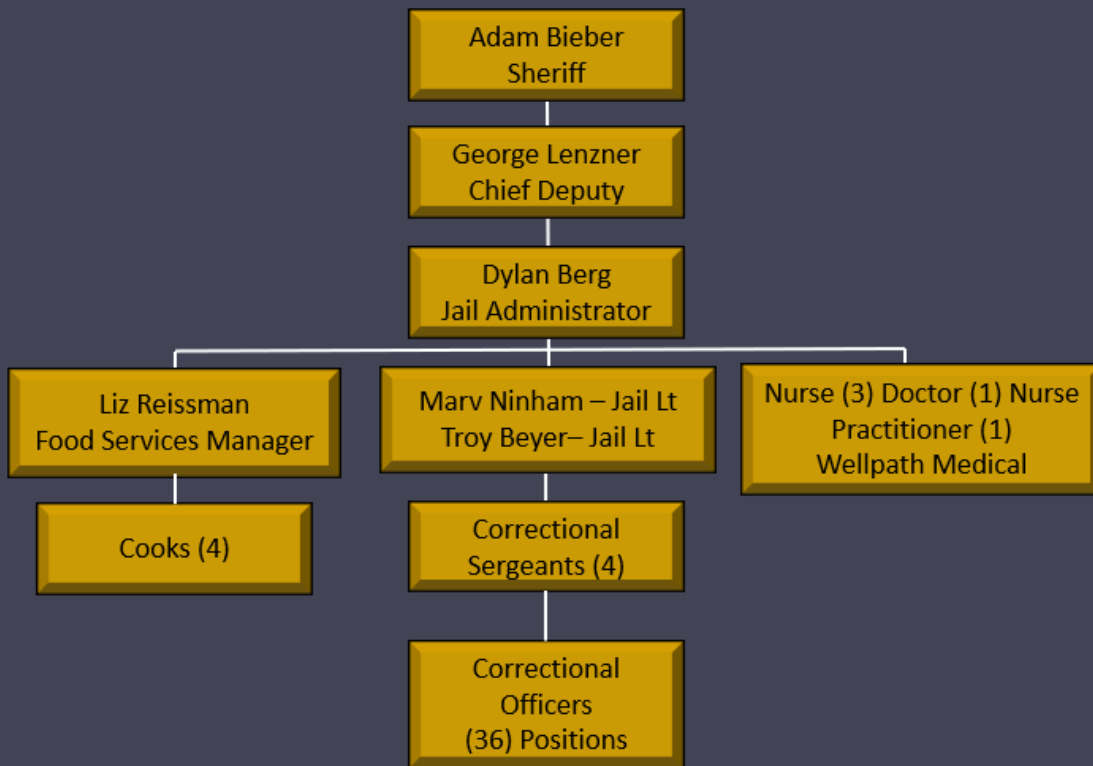 Adam Bieber
Sheriff
George Lenzner
Chief Deputy
Dylan Berg
Jail Administrator
Liz Reissman
Food Services Manager
Marv Ninham – Jail Lt
Troy Beyer– Jail Lt
Nurse (3) Doctor (1) Nurse
Practitioner (1)
Wellpath Medical
Cooks (4)
Correctional
Sergeants (4)
Correctional
Officers
(36) Positions